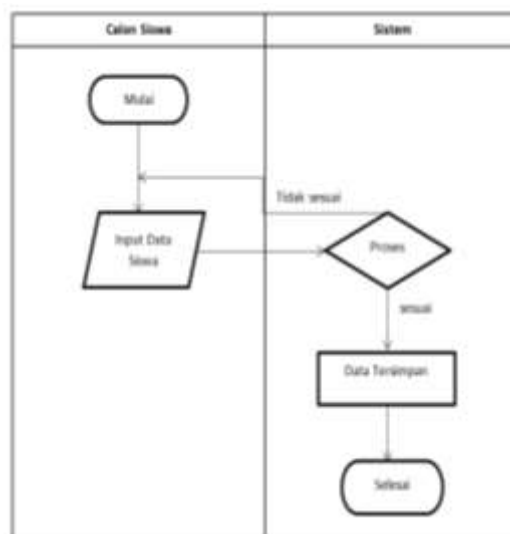 Calon Siswa
Sistem
Mulai
Tidak sesuai
Input Data
Siswa
Proses
sesuai
Data Tersimpan
Selesai